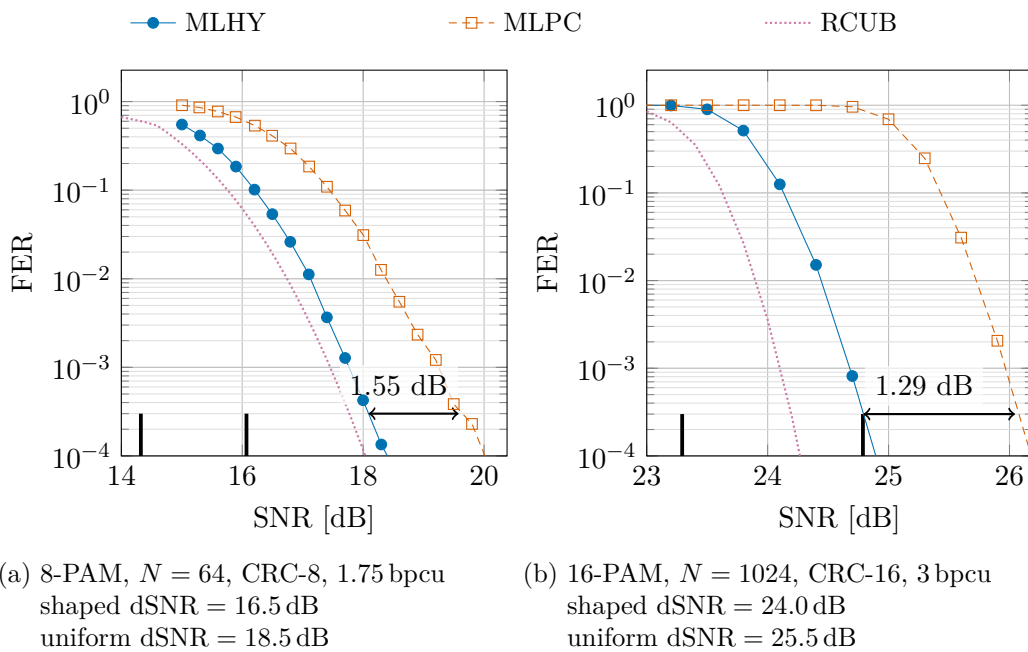 MLHY MLPC RCUB
10^0
10^-1
10^-2
10^-3
10^-4
FER
1.55 dB
14 16 18 20
SNR [dB]
10^0
10^-1
10^-2
10^-3
10^-4
FER
1.29 dB
23 24 25 26
SNR [dB]
(a) 8-PAM, N = 64, CRC-8, 1.75 bpcu
shaped dSNR = 16.5 dB
uniform dSNR = 18.5 dB
(b) 16-PAM, N = 1024, CRC-16, 3 bpcu
shaped dSNR = 24.0 dB
uniform dSNR = 25.5 dB